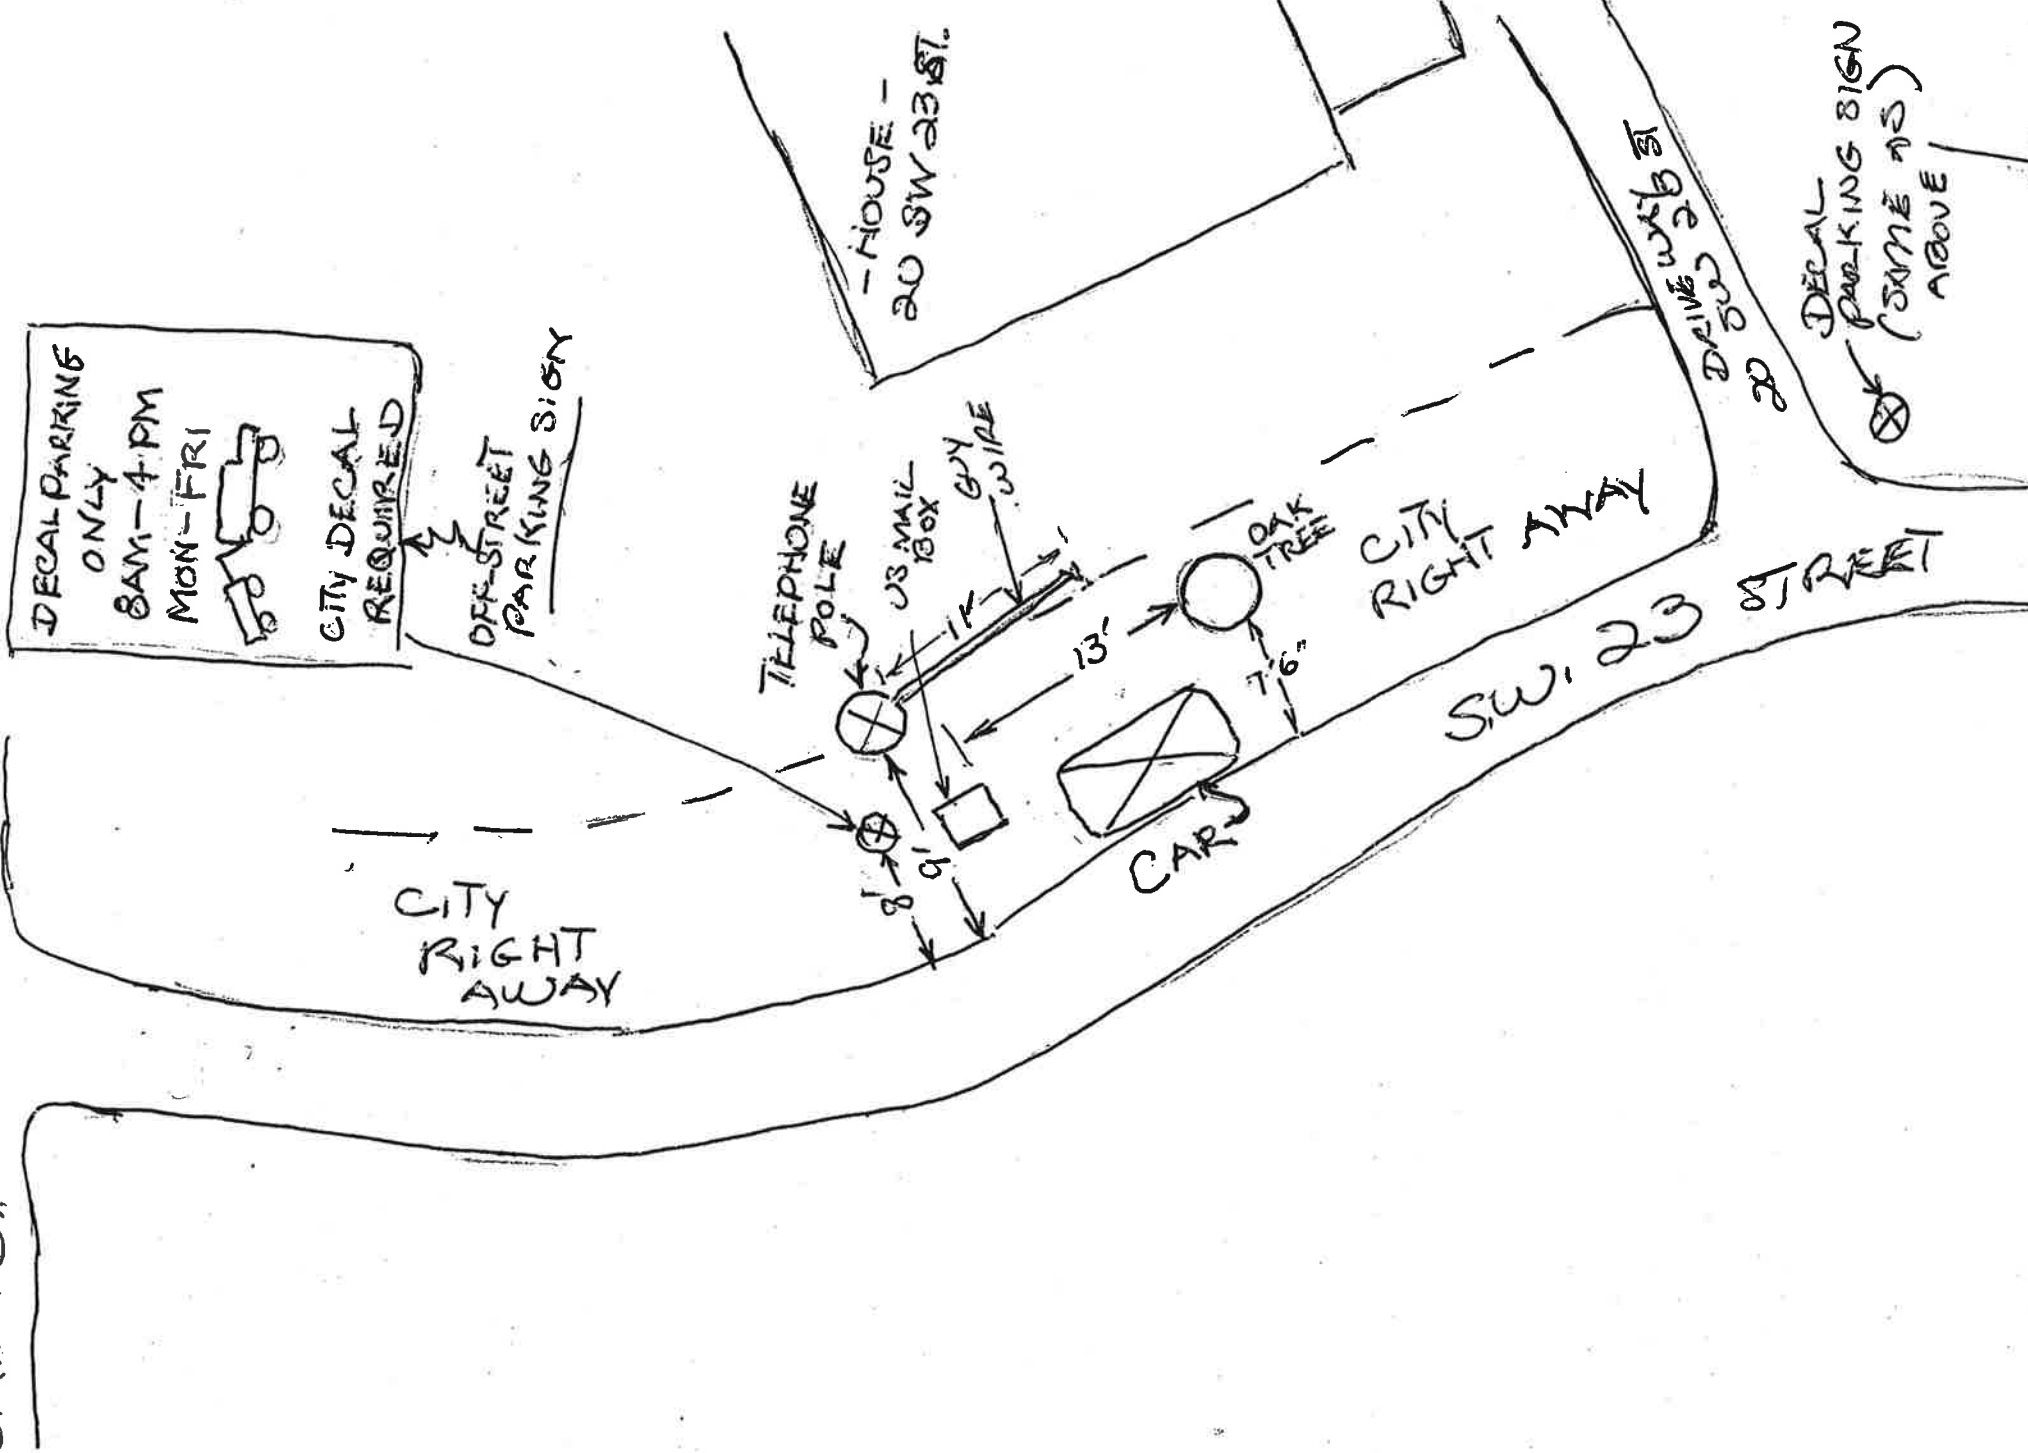 DECAL PARKING
ONLY
8AM-4PM
MON-FRI
CITY DECAL
REQUIRED
OFF-STREET
PARKING SIGN
-HOUSE-
20 SW 23 ST.
TELEPHONE
POLE
US MAIL
BOX
GUY
WIRE
13'
OAK
TREE
7'6"
9'
8'
CITY
RIGHT AWAY
CITY
RIGHT
AWAY
CAR
S.W. 23 STREET
DRIVE WAY
20 SW 23 ST
DECAL
PARKING SIGN
(SAME AS
ABOVE)